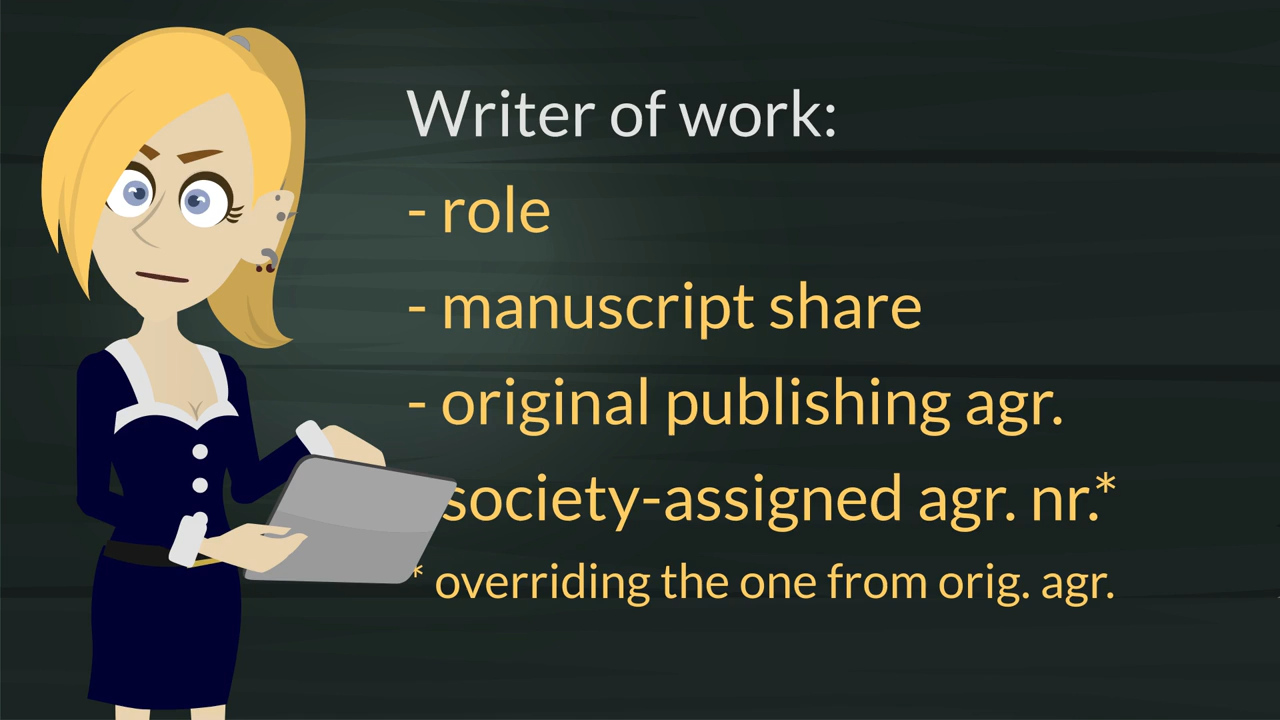 Writer of work:
- role
- manuscript share
- original publishing agr.
society-assigned agr. nr.*
* overriding the one from orig. agr.